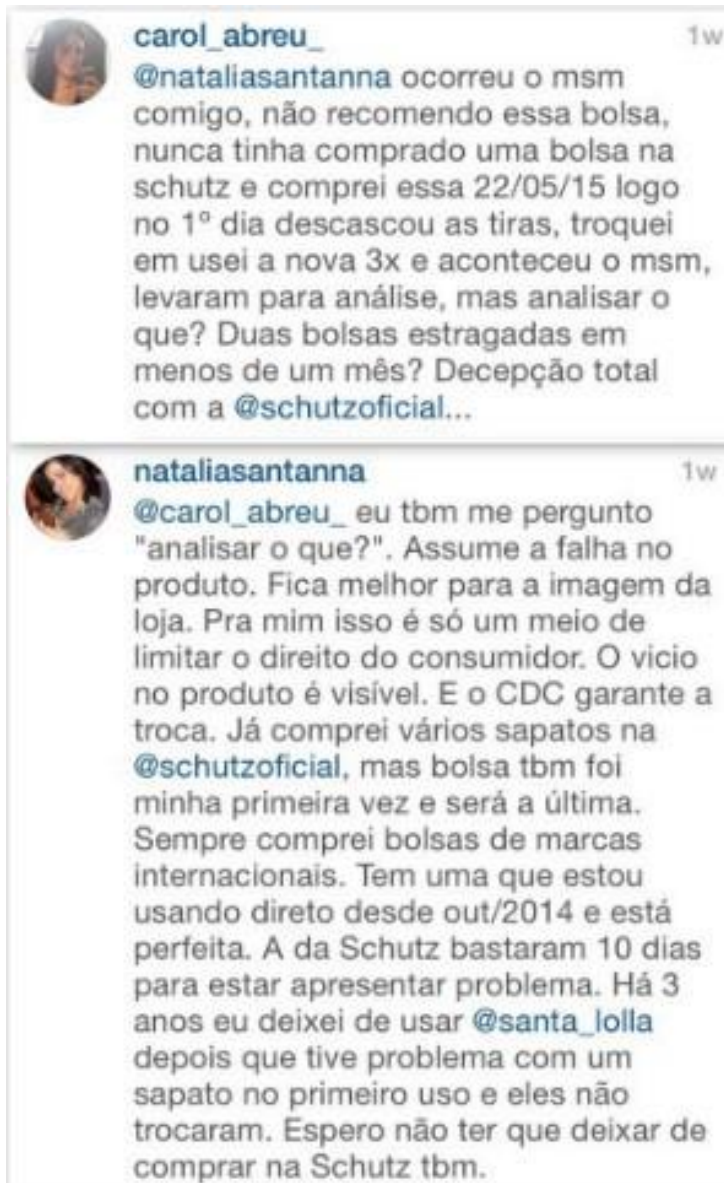 carol_abreu_ 1w
@nataliasantanna ocorreu o msm
comigo, não recomendo essa bolsa,
nunca tinha comprado uma bolsa na
schutz e comprei essa 22/05/15 logo
no 1º dia descascou as tiras, troquei
em usei a nova 3x e aconteceu o msm,
levaram para análise, mas analisar o
que? Duas bolsas estragadas em
menos de um mês? Decepção total
com a @schutzoficial...
nataliasantanna 1w
@carol_abreu_ eu tbm me pergunto
"analisar o que?". Assume a falha no
produto. Fica melhor para a imagem da
loja. Pra mim isso é só um meio de
limitar o direito do consumidor. O vicio
no produto é visível. E o CDC garante a
troca. Já comprei vários sapatos na
@schutzoficial, mas bolsa tbm foi
minha primeira vez e será a última.
Sempre comprei bolsas de marcas
internacionais. Tem uma que estou
usando direto desde out/2014 e está
perfeita. A da Schutz bastaram 10 dias
para estar apresentar problema. Há 3
anos eu deixei de usar @santa_lolla
depois que tive problema com um
sapato no primeiro uso e eles não
trocaram. Espero não ter que deixar de
comprar na Schutz tbm.